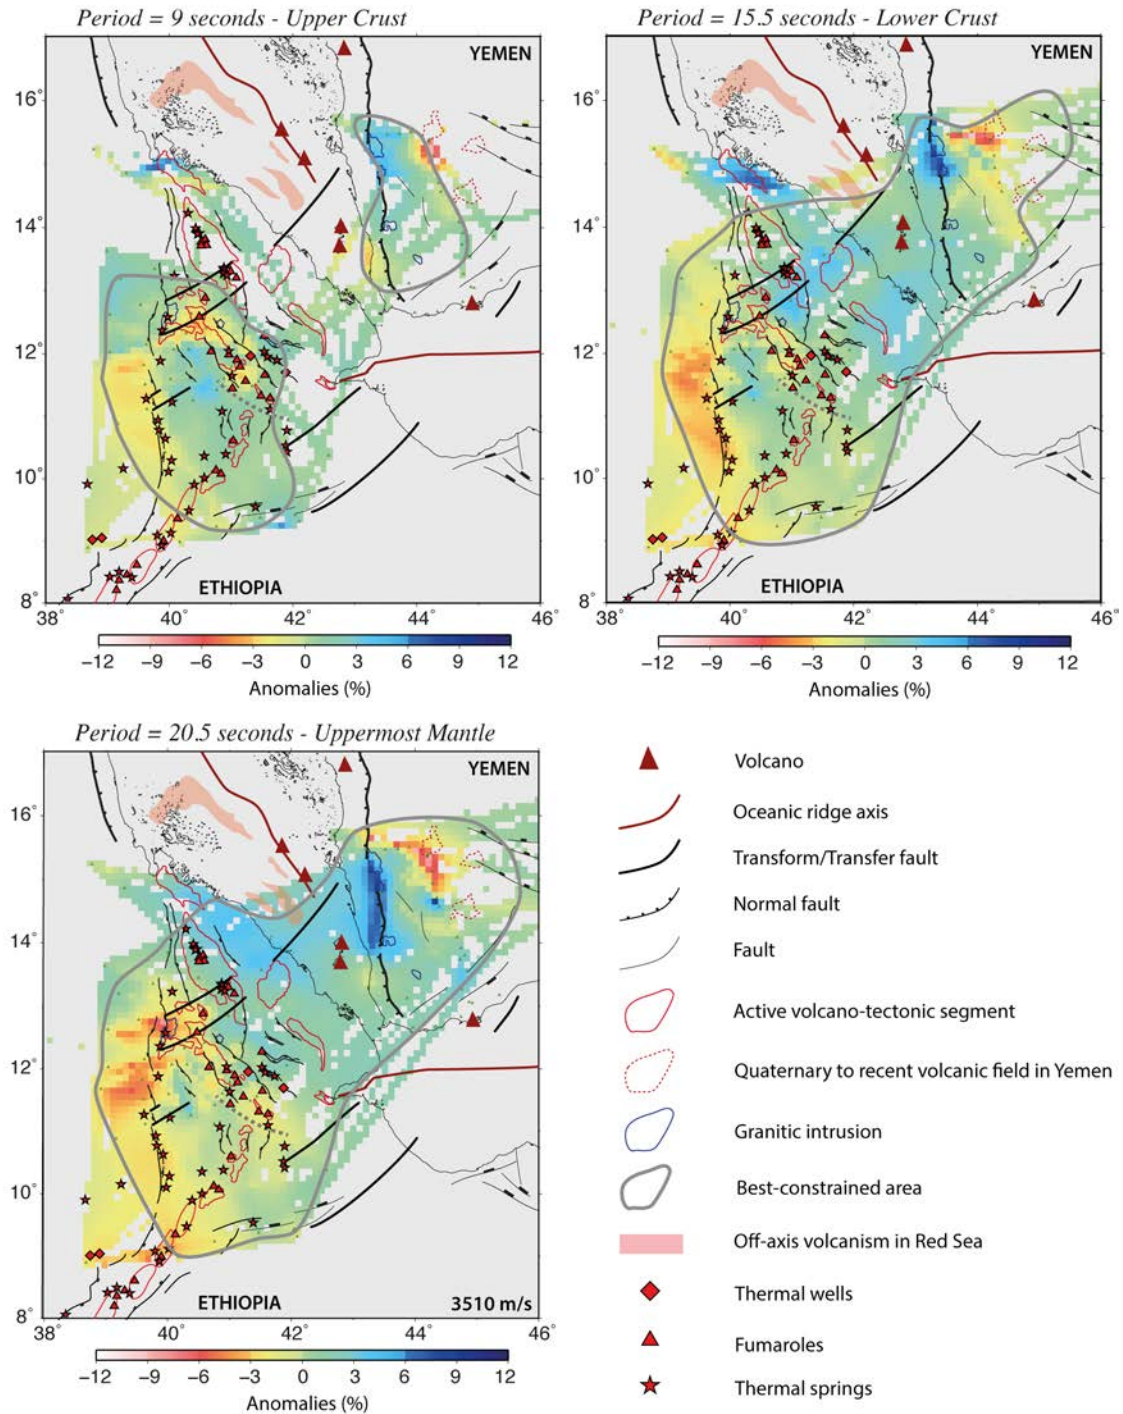 Period = 9 seconds - Upper Crust
YEMEN
16°
14°
12°
10°
8°
ETHIOPIA
38° 40° 42° 44° 46°
−12 −9 −6 −3 0 3 6 9 12
Anomalies (%)
Period = 15.5 seconds - Lower Crust
YEMEN
16°
14°
12°
10°
8°
ETHIOPIA
38° 40° 42° 44° 46°
−12 −9 −6 −3 0 3 6 9 12
Anomalies (%)
Period = 20.5 seconds - Uppermost Mantle
YEMEN
16°
14°
12°
10°
8°
ETHIOPIA
3510 m/s
38° 40° 42° 44° 46°
−12 −9 −6 −3 0 3 6 9 12
Anomalies (%)
Volcano
Oceanic ridge axis
Transform/Transfer fault
Normal fault
Fault
Active volcano-tectonic segment
Quaternary to recent volcanic field in Yemen
Granitic intrusion
Best-constrained area
Off-axis volcanism in Red Sea
Thermal wells
Fumaroles
Thermal springs